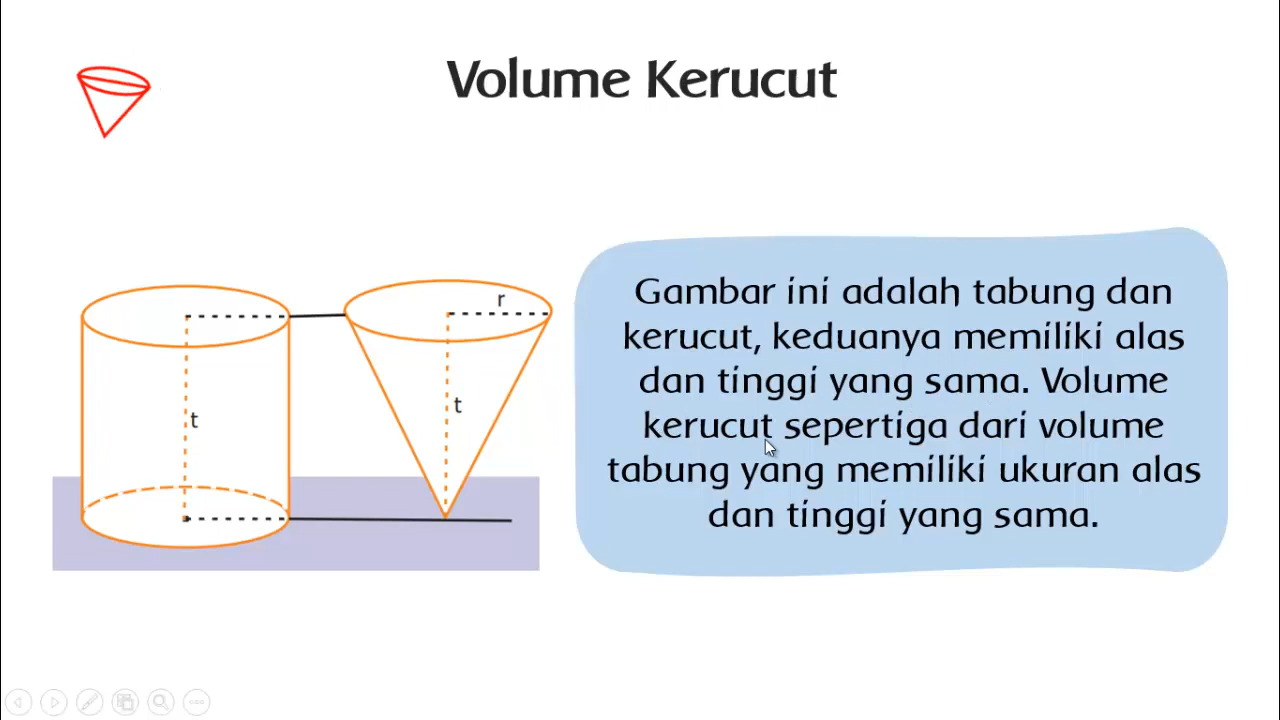 Volume Kerucut
r
t
t
Gambar ini adalah tabung dan
kerucut, keduanya memiliki alas
dan tinggi yang sama. Volume
kerucut sepertiga dari volume
tabung yang memiliki ukuran alas
dan tinggi yang sama.